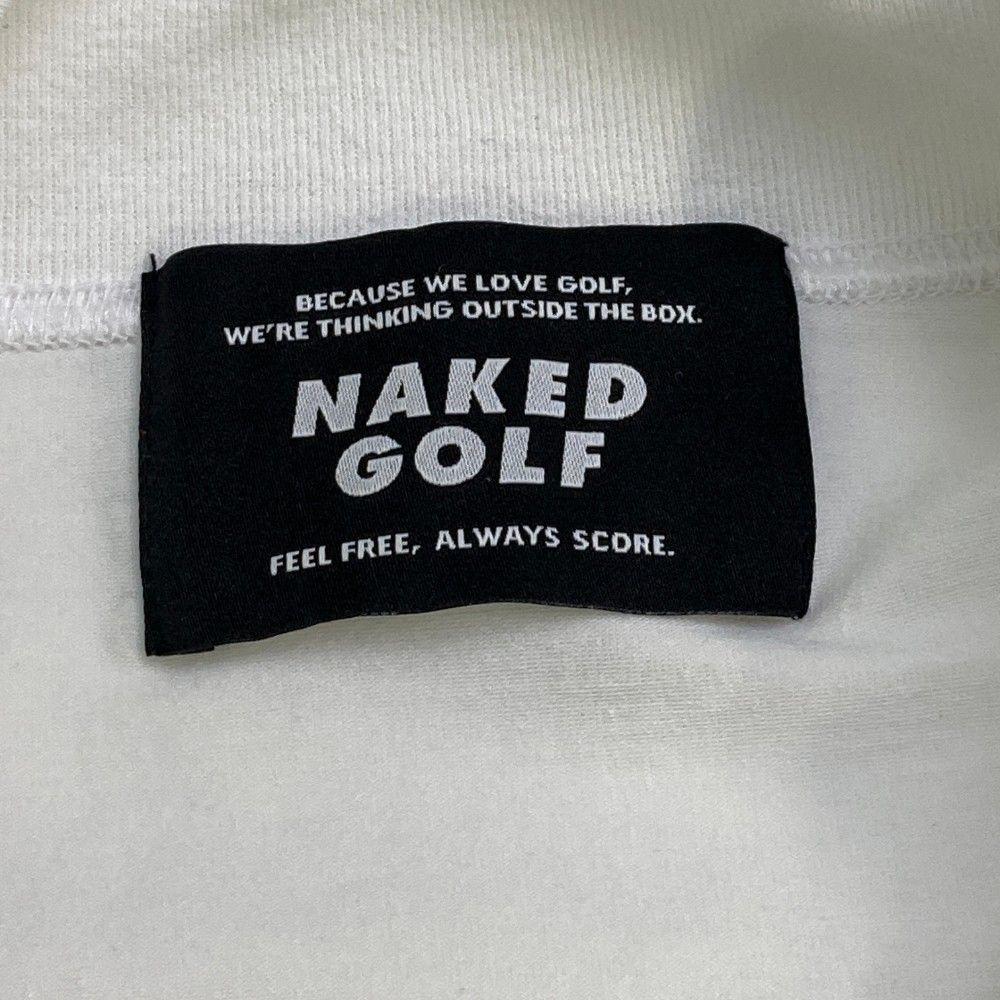 BECAUSE WE LOVE GOLF,
WE'RE THINKING OUTSIDE THE BOX.
NAKED
GOLF
FEEL FREE, ALWAYS SCORE.